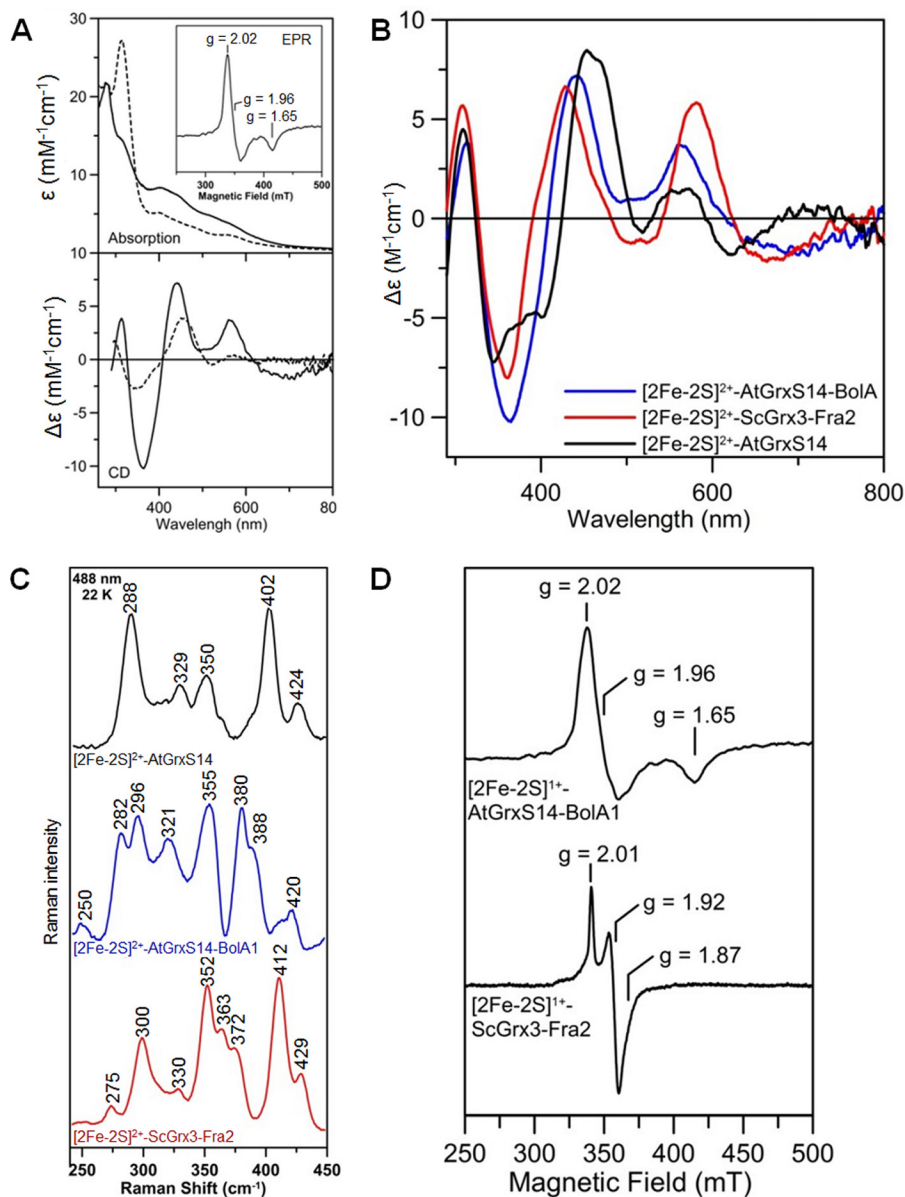 A
30
20
10
10
5
0
-5
-10
ε (mM⁻¹cm⁻¹)
Δε (mM⁻¹cm⁻¹)
EPR
g = 2.02
g = 1.96
g = 1.65
300
400
500
Magnetic Field (mT)
Absorption
CD
400
600
80
Wavelengh (nm)
B
10
5
0
-5
-10
Δε (M⁻¹cm⁻¹)
[2Fe-2S]²⁺-AtGrxS14-BolA
[2Fe-2S]²⁺-ScGrx3-Fra2
[2Fe-2S]²⁺-AtGrxS14
400
600
800
Wavelength (nm)
C
488 nm
22 K
288
329
350
402
424
[2Fe-2S]²⁺-AtGrxS14
250
282
296
321
355
380
388
420
[2Fe-2S]²⁺-AtGrxS14-BolA1
275
300
330
352
363
372
412
429
[2Fe-2S]²⁺-ScGrx3-Fra2
Raman intensity
250
300
350
400
450
Raman Shift (cm⁻¹)
D
g = 2.02
g = 1.96
g = 1.65
[2Fe-2S]¹⁺-
AtGrxS14-BolA1
g = 2.01
g = 1.92
g = 1.87
[2Fe-2S]¹⁺-
ScGrx3-Fra2
250
300
350
400
450
500
Magnetic Field (mT)